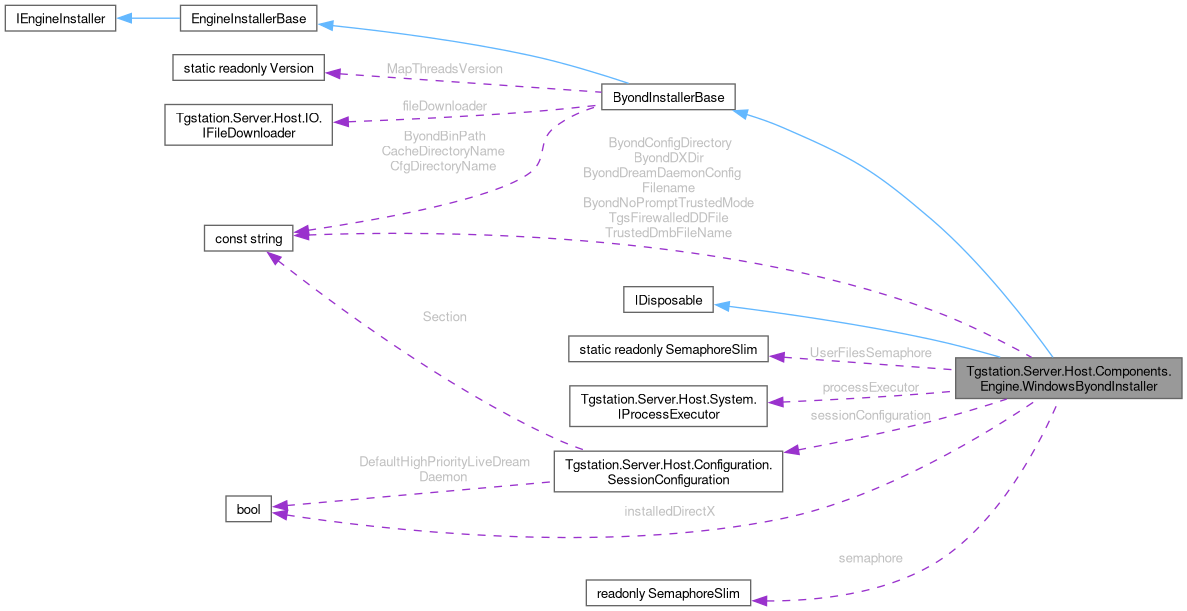 IEngineInstaller
EngineInstallerBase
static readonly Version
MapThreadsVersion
ByondInstallerBase
Tgstation.Server.Host.IO.
IFileDownloader
fileDownloader
ByondBinPath
CacheDirectoryName
CfgDirectoryName
ByondConfigDirectory
ByondDXDir
ByondDreamDaemonConfig
Filename
ByondNoPromptTrustedMode
TgsFirewalledDDFile
TrustedDmbFileName
const string
IDisposable
Section
static readonly SemaphoreSlim
UserFilesSemaphore
Tgstation.Server.Host.Components.
Engine.WindowsByondInstaller
Tgstation.Server.Host.System.
IProcessExecutor
processExecutor
sessionConfiguration
Tgstation.Server.Host.Configuration.
SessionConfiguration
DefaultHighPriorityLiveDream
Daemon
bool
installedDirectX
semaphore
readonly SemaphoreSlim